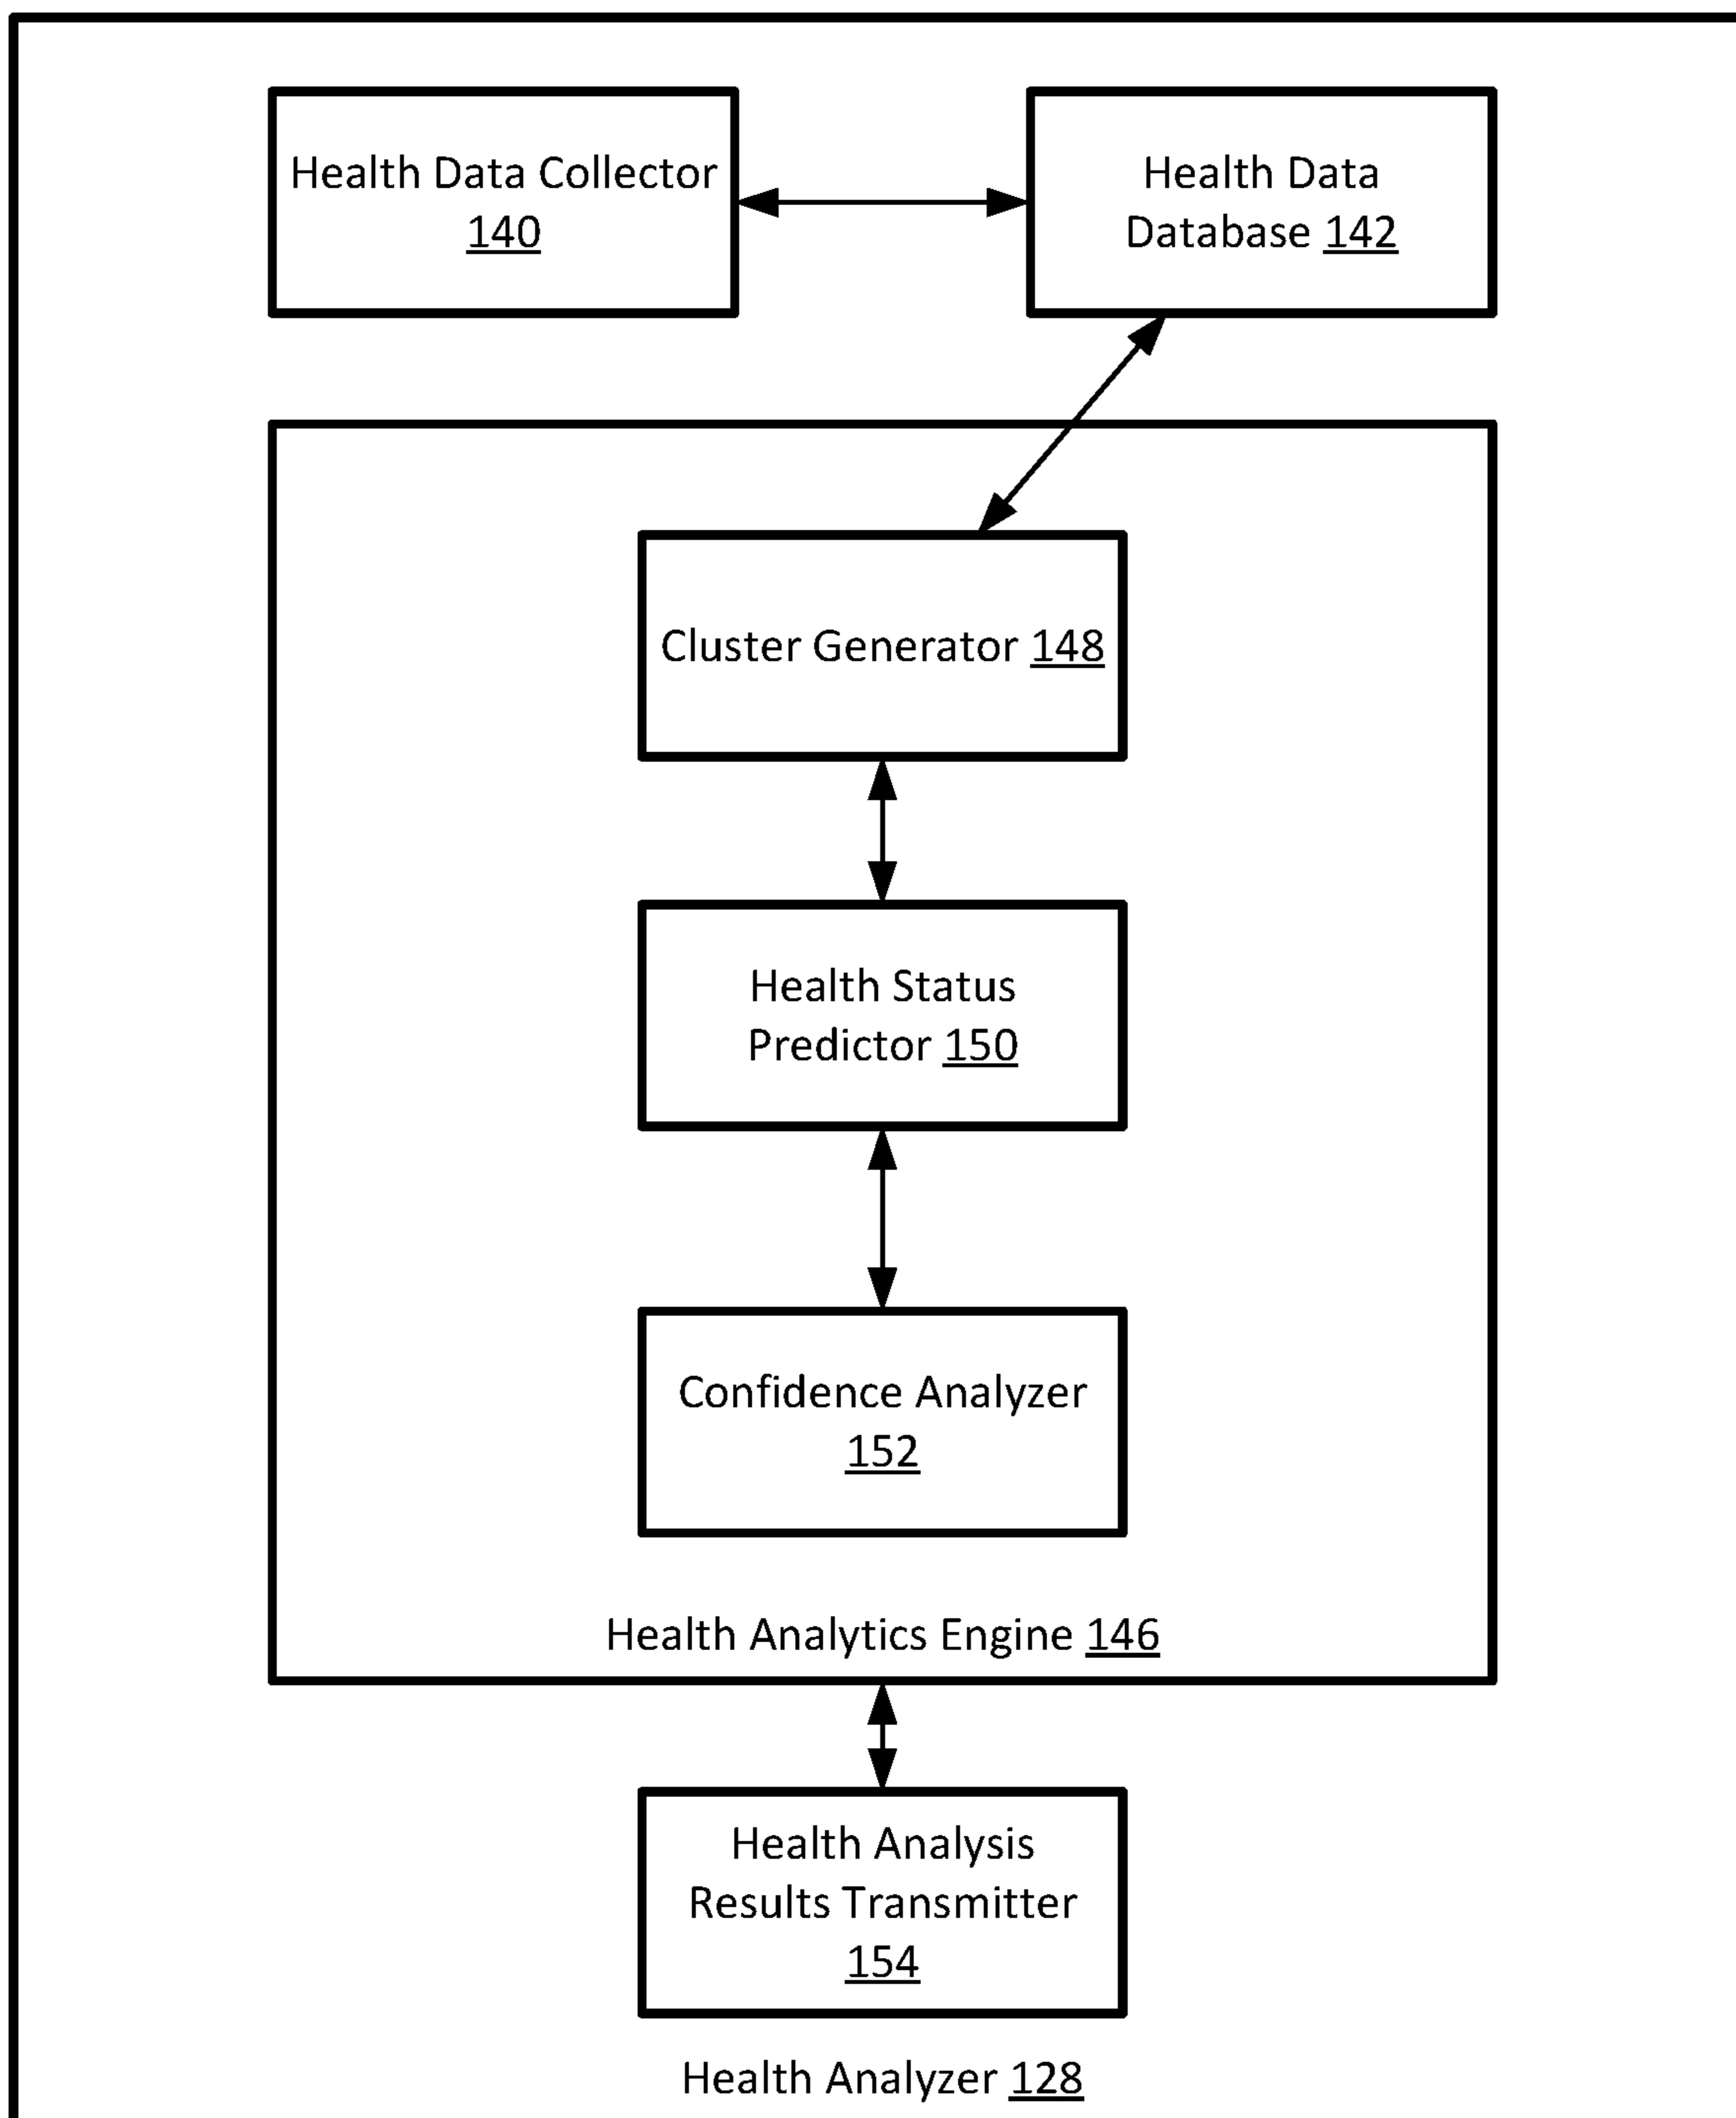 Health Data Collector
140
Health Data
Database 142
Cluster Generator 148
Health Status
Predictor 150
Confidence Analyzer
152
Health Analytics Engine 146
Health Analysis
Results Transmitter
154
Health Analyzer 128